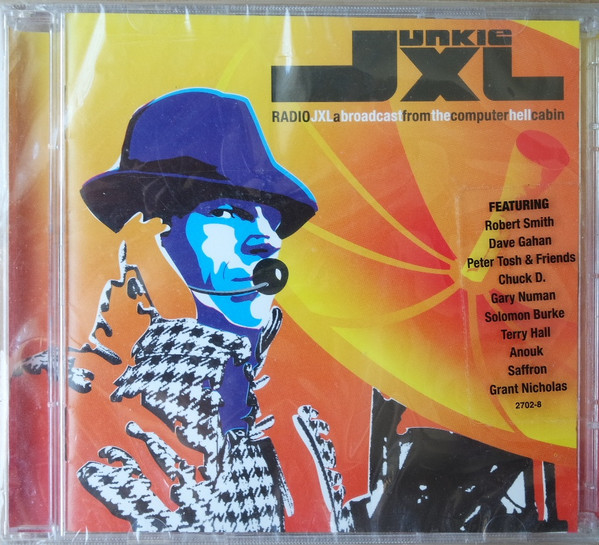 JUNKIE
XL
RADIOJXLabroadcastfromthecomputerhellcabin
FEATURING
Robert Smith
Dave Gahan
Peter Tosh & Friends
Chuck D.
Gary Numan
Solomon Burke
Terry Hall
Anouk
Saffron
Grant Nicholas
2702-8